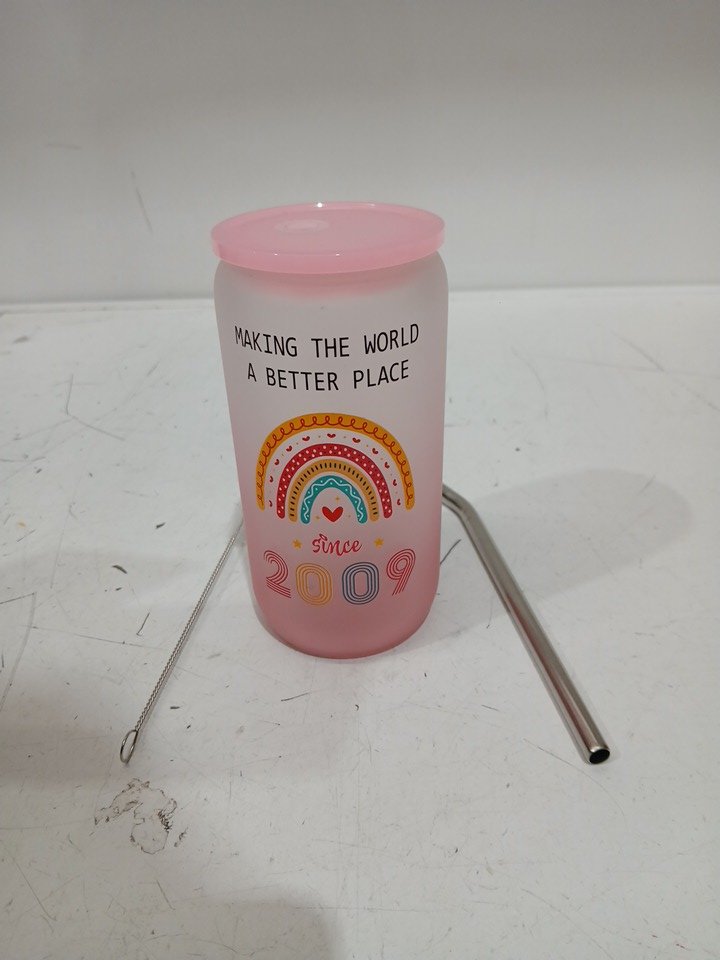 MAKING THE WORLD
A BETTER PLACE
since
2009